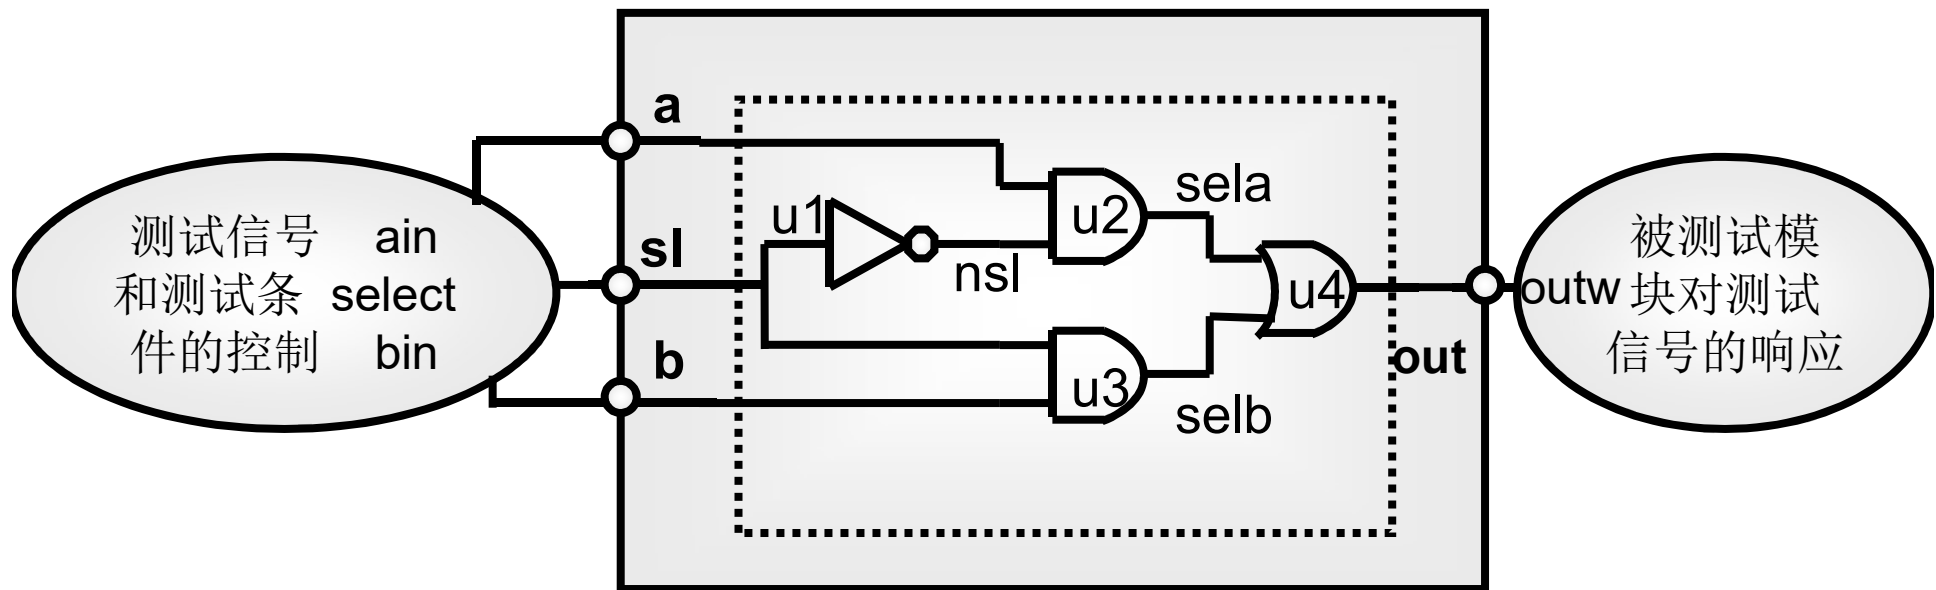 测试信号 ain
和测试条 select
件的控制 bin
a
sl
b
u1
nsl
u2
sela
u3
selb
u4
out
outw
被测试模
块对测试
信号的响应